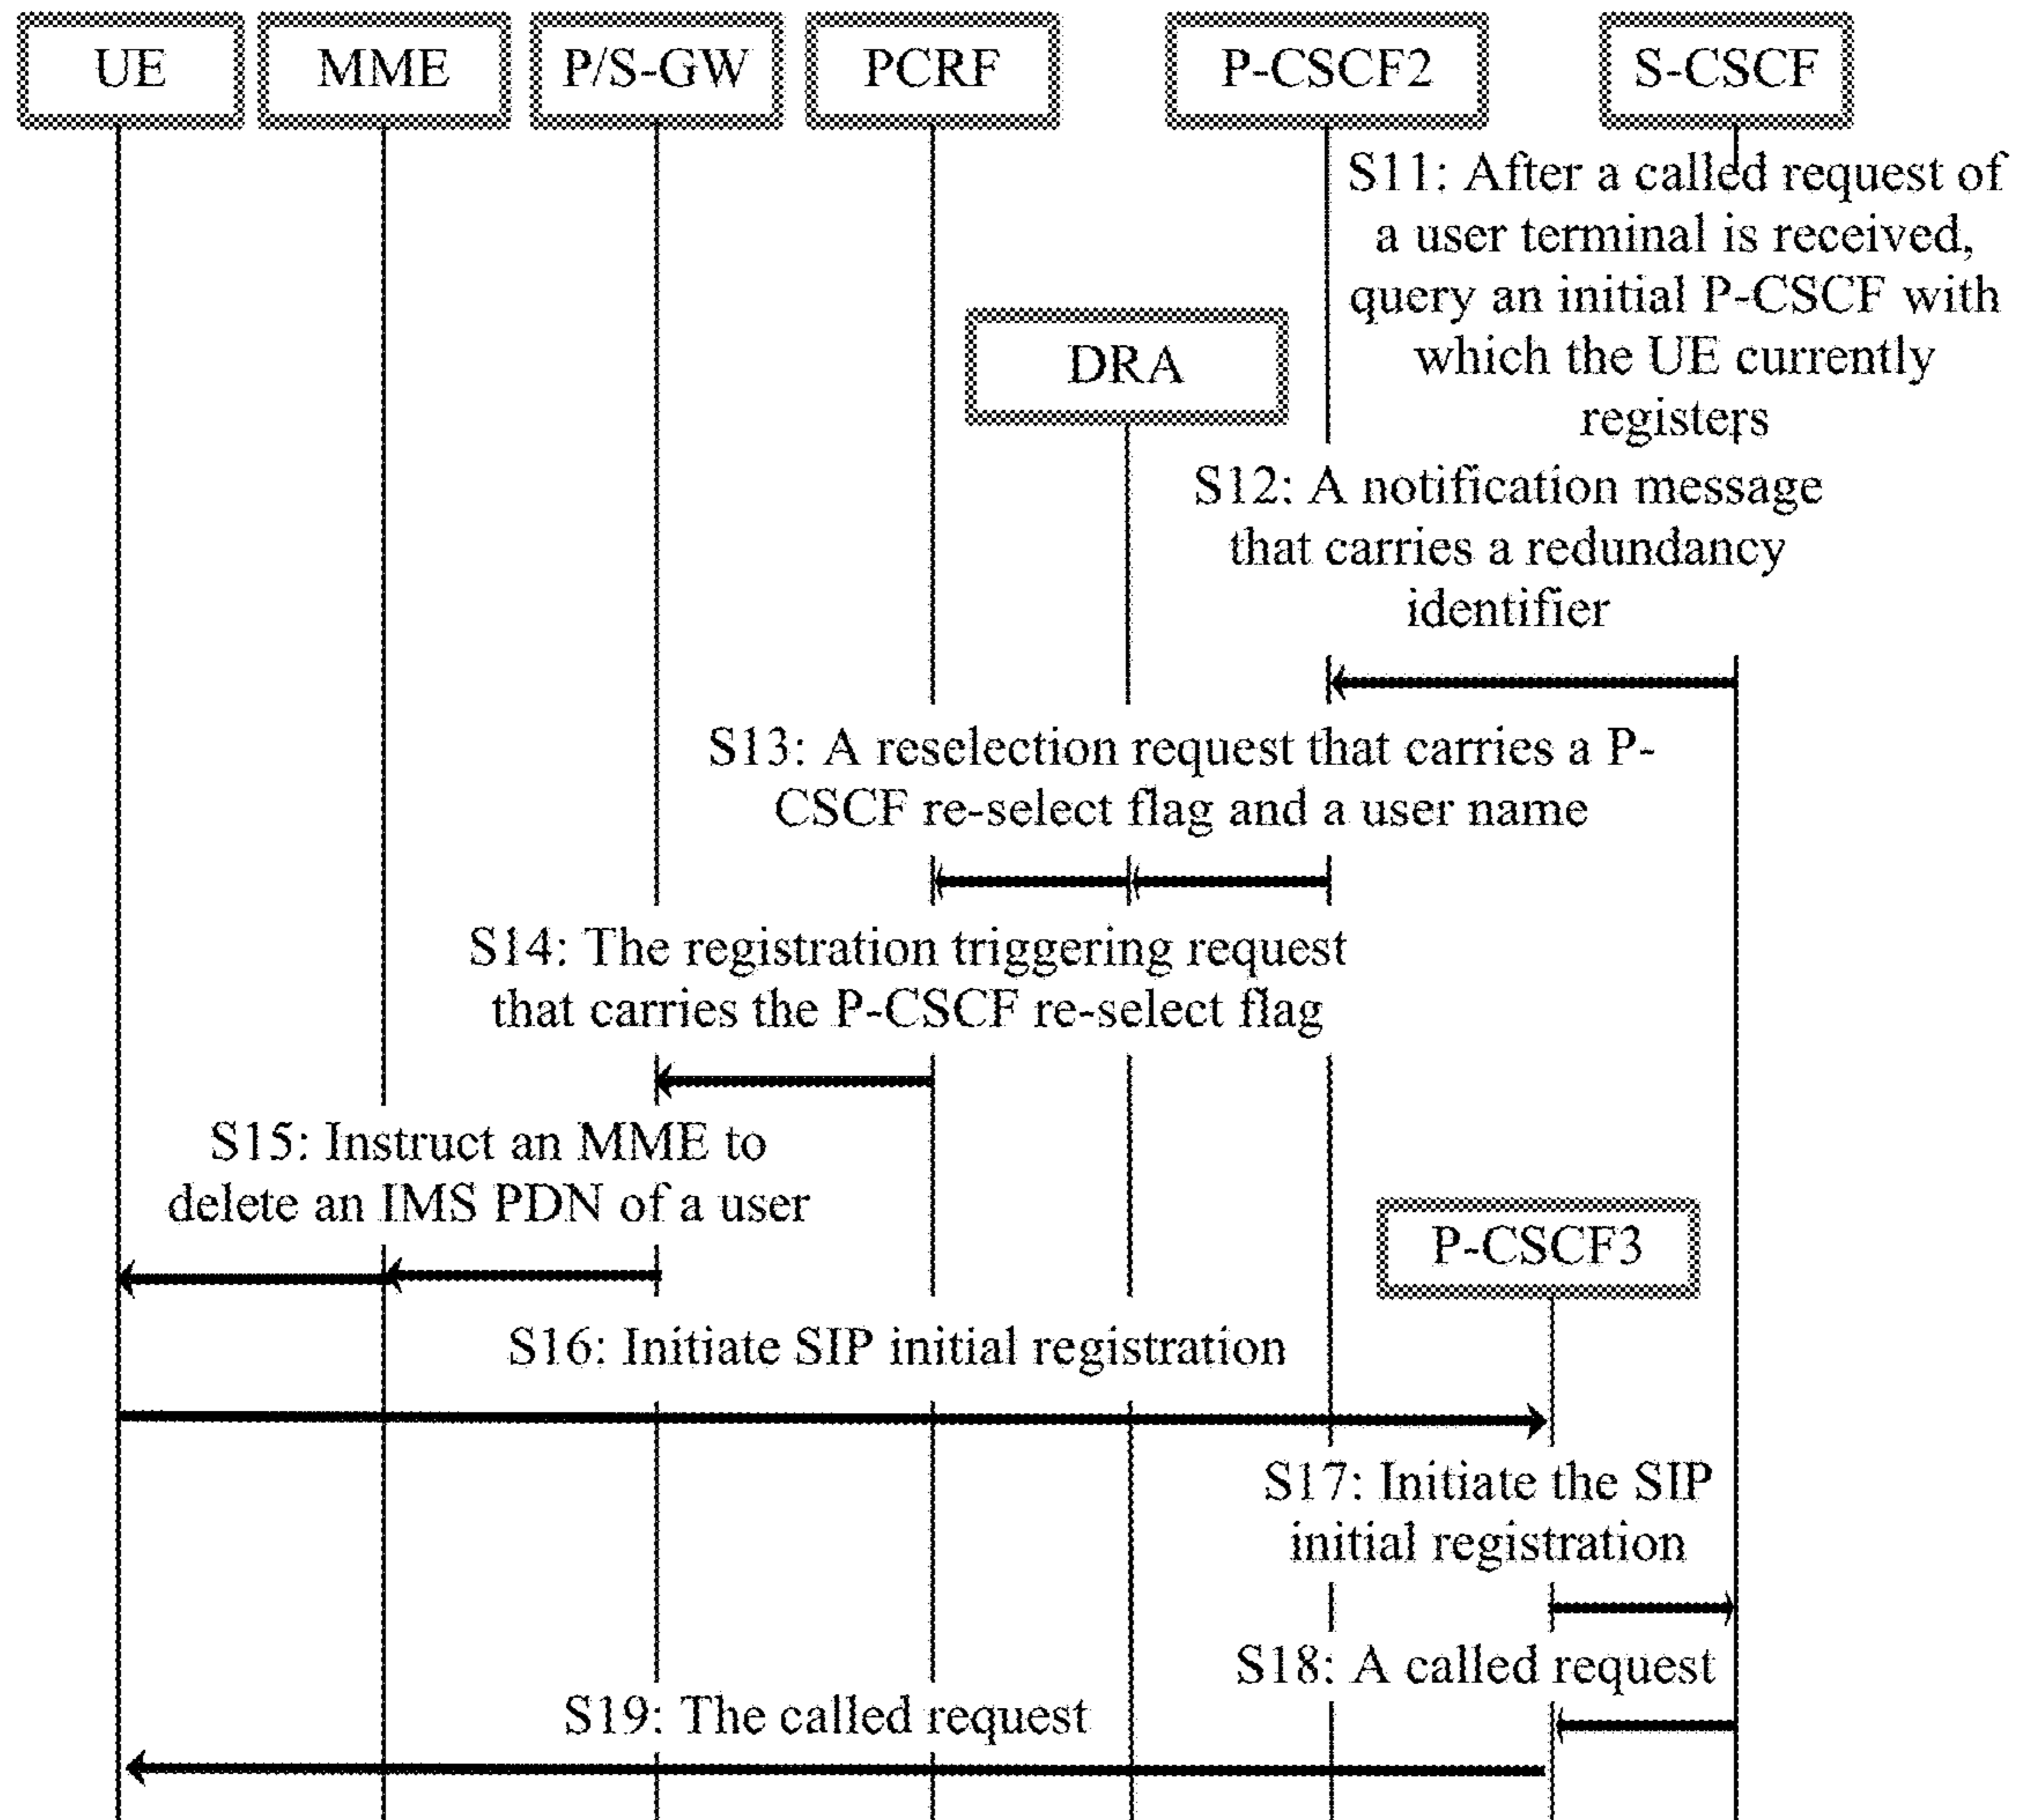 UE
MME
P/S-GW
PCRF
P-CSCF2
S-CSCF
S11: After a called request of
a user terminal is received,
query an initial P-CSCF with
which the UE currently
registers
DRA
S12: A notification message
that carries a redundancy
identifier
S13: A reselection request that carries a P-
CSCF re-select flag and a user name
S14: The registration triggering request
that carries the P-CSCF re-select flag
S15: Instruct an MME to
delete an IMS PDN of a user
P-CSCF3
S16: Initiate SIP initial registration
S17: Initiate the SIP
initial registration
S18: A called request
S19: The called request